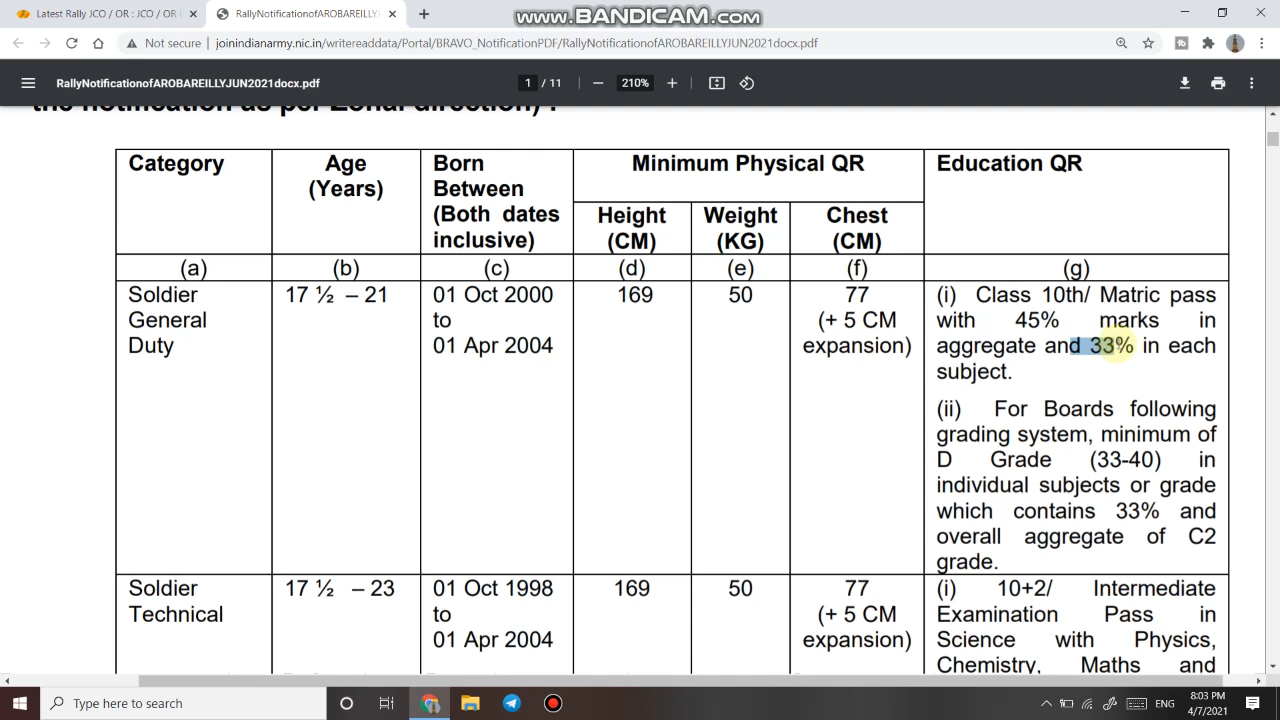 www.BANDICAM.com
Latest Rally JCO / OR : JCO / OR
RallyNotificationofAROBAREILLYJ
Not secure
joinindianarmy.nic.in/writereaddata/Portal/BRAVO_NotificationPDF/RallyNotificationofAROBAREILLYJUN2021docx.pdf
RallyNotificationofAROBAREILLYJUN2021docx.pdf
1 / 11
210%
the notification as per Zonal direction) :
Category
Age
(Years)
Born
Between
(Both dates
inclusive)
Minimum Physical QR
Education QR
Height
(CM)
Weight
(KG)
Chest
(CM)
(a)
(b)
(c)
(d)
(e)
(f)
(g)
Soldier
General
Duty
17 ½ – 21
01 Oct 2000
to
01 Apr 2004
169
50
77
(+ 5 CM
expansion)
(i) Class 10th/ Matric pass
with 45% marks in
aggregate and 33% in each
subject.
(ii) For Boards following
grading system, minimum of
D Grade (33-40) in
individual subjects or grade
which contains 33% and
overall aggregate of C2
grade.
Soldier
Technical
17 ½ – 23
01 Oct 1998
to
01 Apr 2004
169
50
77
(+ 5 CM
expansion)
(i) 10+2/ Intermediate
Examination Pass in
Science with Physics,
Chemistry, Maths and
Type here to search
ENG
8:03 PM
4/7/2021